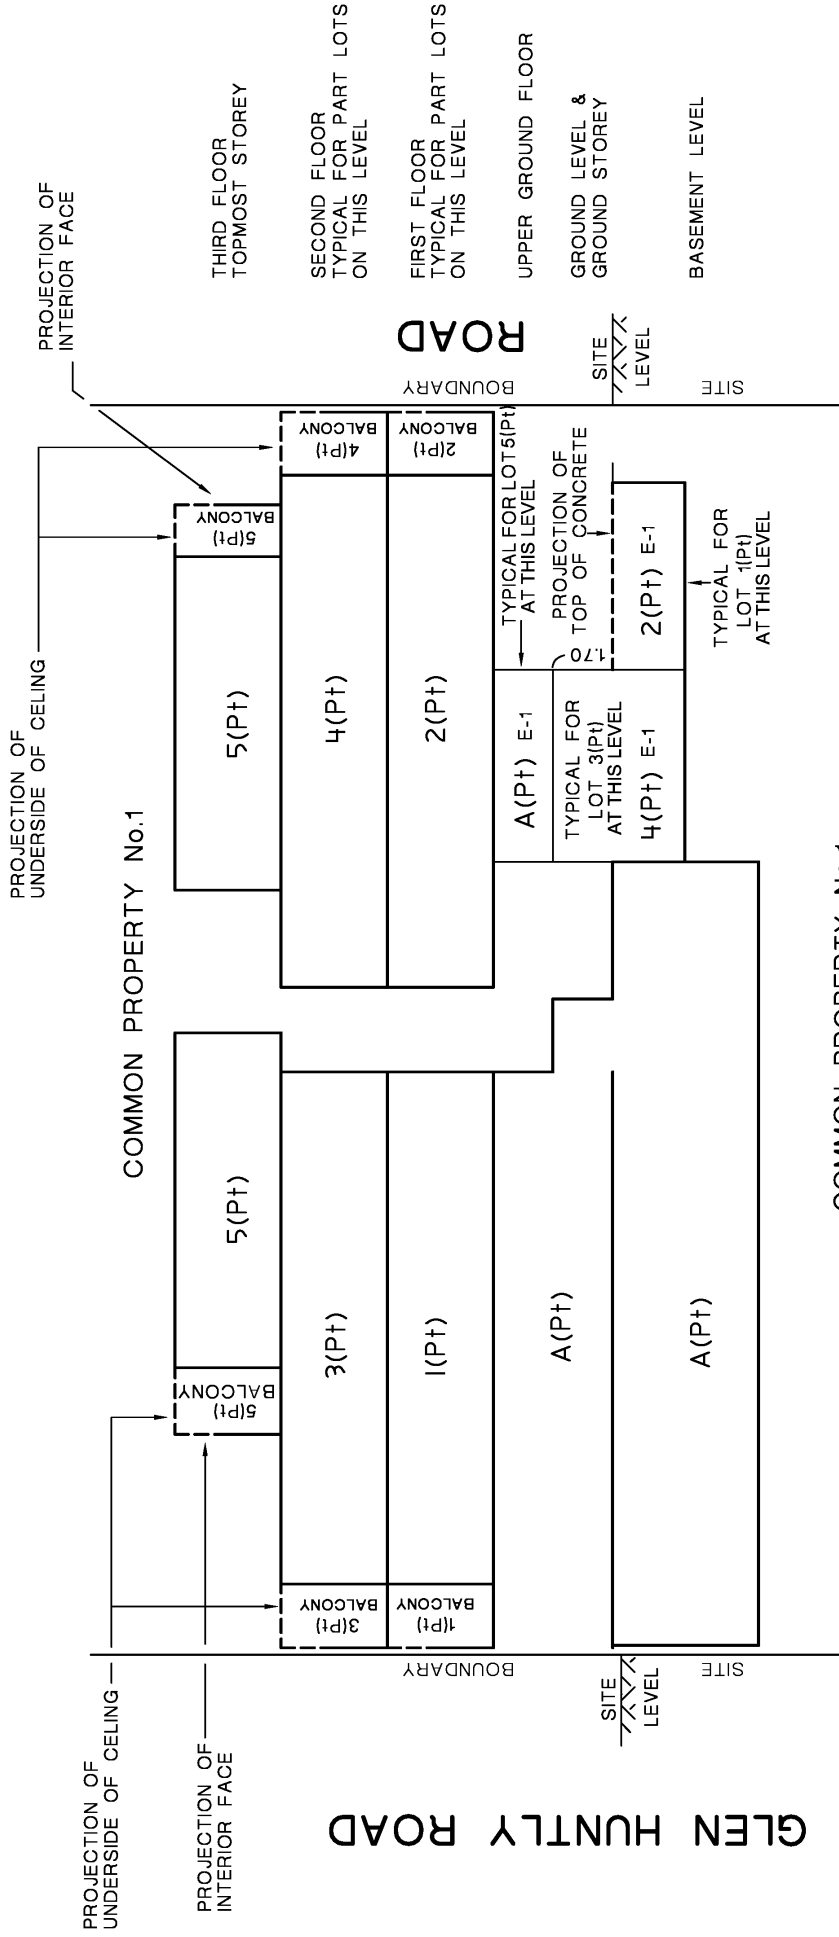 PROJECTION OF
UNDERSIDE OF CELING
PROJECTION OF
INTERIOR FACE
GLEN HUNTLY ROAD
SITE
LEVEL
BOUNDARY
SITE
PROJECTION OF
UNDERSIDE OF CELING
PROJECTION OF
INTERIOR FACE
COMMON PROPERTY No.1
5(Pt)
BALCONY
5(Pt)
5(Pt)
5(Pt)
BALCONY
THIRD FLOOR
TOPMOST STOREY
3(Pt)
BALCONY
3(Pt)
4(Pt)
4(Pt)
BALCONY
SECOND FLOOR
TYPICAL FOR PART LOTS
ON THIS LEVEL
1(Pt)
BALCONY
1(Pt)
2(Pt)
2(Pt)
BALCONY
FIRST FLOOR
TYPICAL FOR PART LOTS
ON THIS LEVEL
A(Pt)
A(Pt) E-1
TYPICAL FOR LOT 5(Pt)
AT THIS LEVEL
UPPER GROUND FLOOR
TYPICAL FOR
LOT 3(Pt)
AT THIS LEVEL
1.70
PROJECTION OF
TOP OF CONCRETE
GROUND LEVEL &
GROUND STOREY
A(Pt)
4(Pt) E-1
2(Pt) E-1
TYPICAL FOR
LOT 1(Pt)
AT THIS LEVEL
BASEMENT LEVEL
BOUNDARY
SITE
SITE
LEVEL
ROAD
COMMON PROPERTY No.1